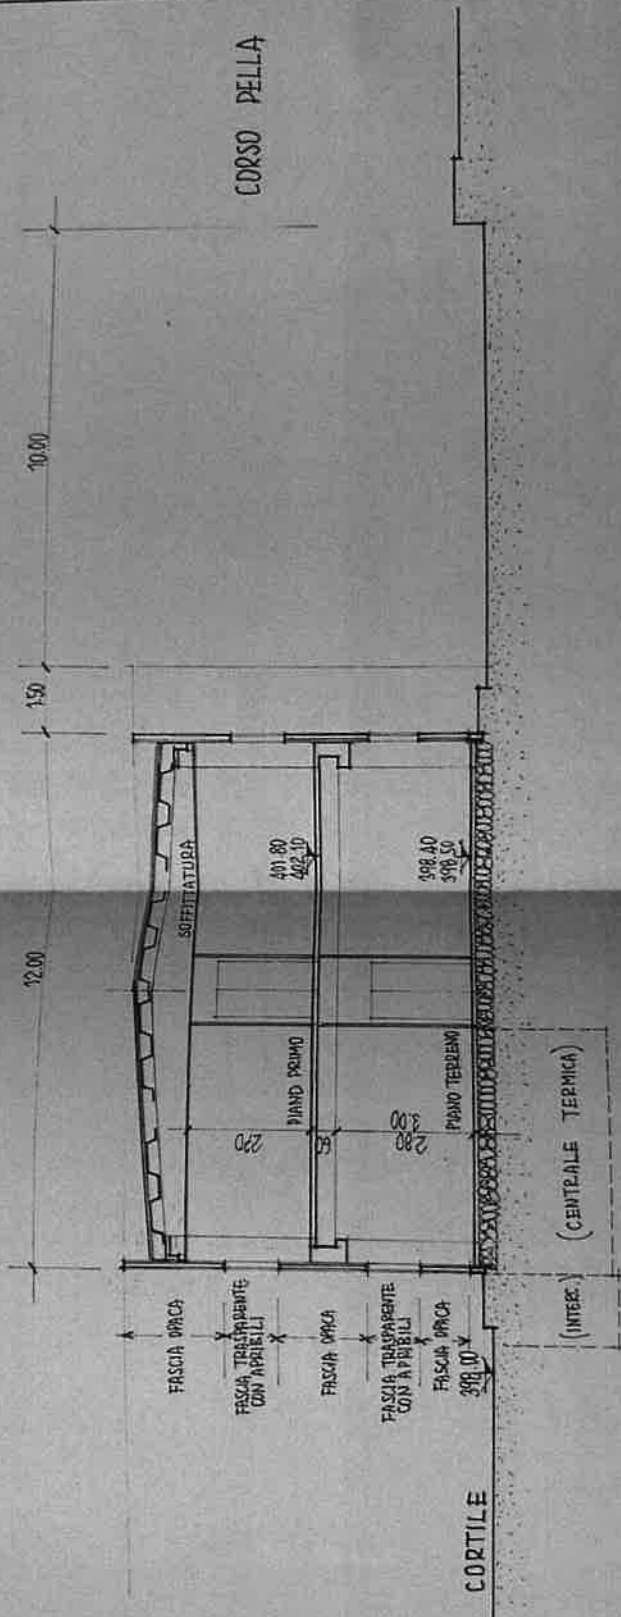 12.00
1.50
10.00
CORSO PELLA
SOFFITTATURA
FASCIA OPACA
FASCIA TRASPARENTE
CON APRIBILI
FASCIA OPACA
FASCIA TRASPARENTE
CON APRIBILI
FASCIA OPACA
398.00
2.70
PIANO PRIMO
401.80
402.10
60
3.00
2.80
PIANO TERRENO
398.40
398.50
CORTILE
(INTERC.)
(CENTRALE TERMICA)